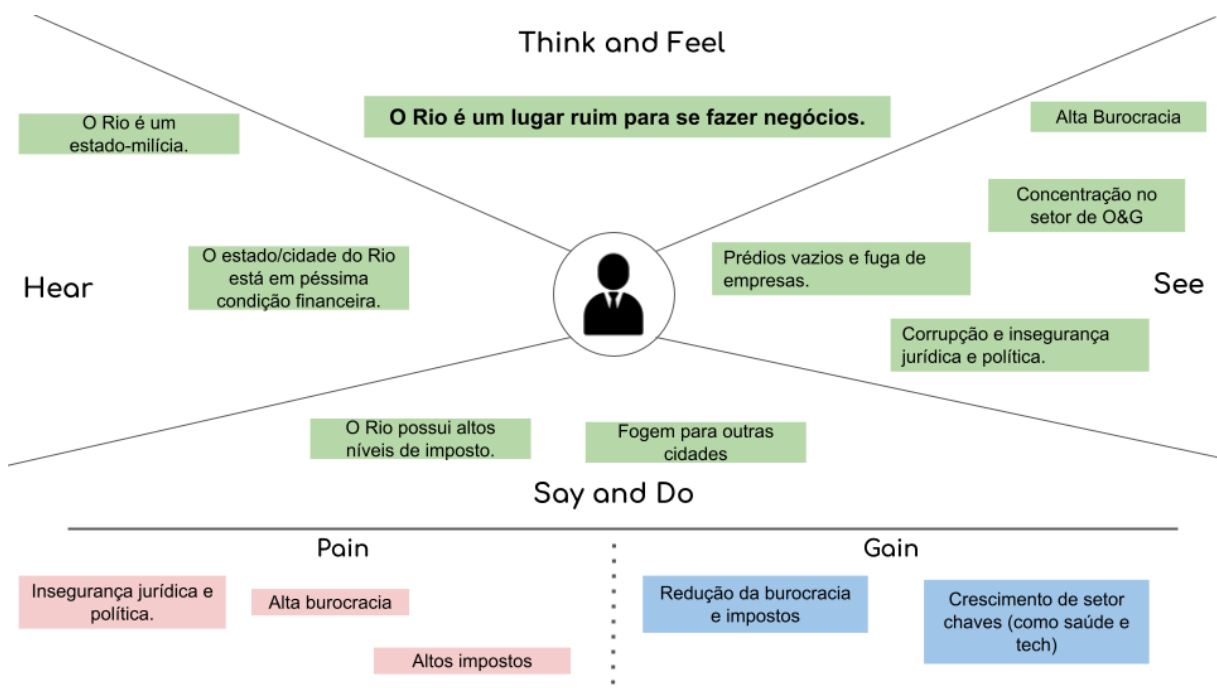 Think and Feel
O Rio é um lugar ruim para se fazer negócios.
Hear
O Rio é um
estado-milícia.
O estado/cidade do Rio
está em péssima
condição financeira.
See
Alta Burocracia
Concentração no
setor de O&G
Prédios vazios e fuga de
empresas.
Corrupção e insegurança
jurídica e política.
O Rio possui altos
níveis de imposto.
Fogem para outras
cidades
Say and Do
Pain
Insegurança jurídica e
política.
Alta burocracia
Altos impostos
Gain
Redução da burocracia
e impostos
Crescimento de setor
chaves (como saúde e
tech)